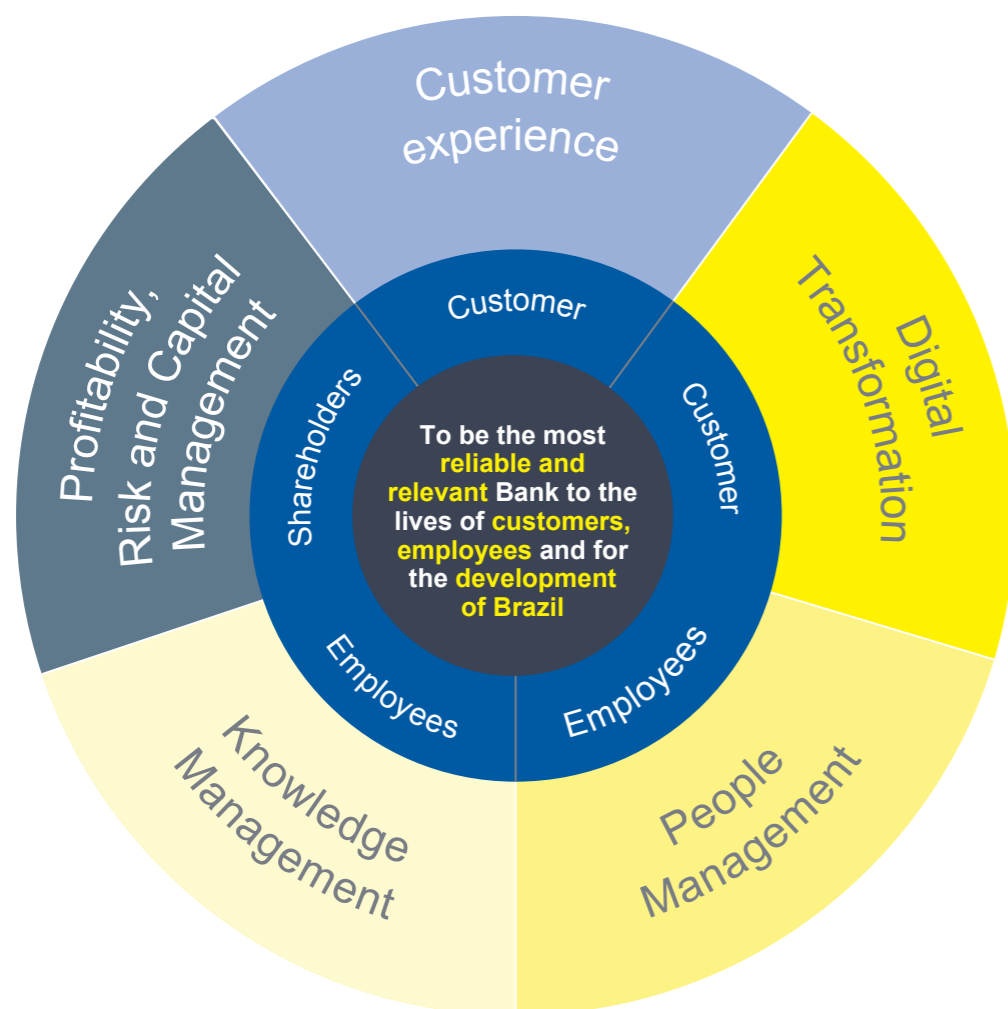 Customer
experience
Digital
Transformation
People
Management
Knowledge
Management
Profitability,
Risk and Capital
Management
Customer
Customer
Employees
Employees
Shareholders
To be the most
reliable and
relevant Bank to the
lives of customers,
employees and for
the development
of Brazil